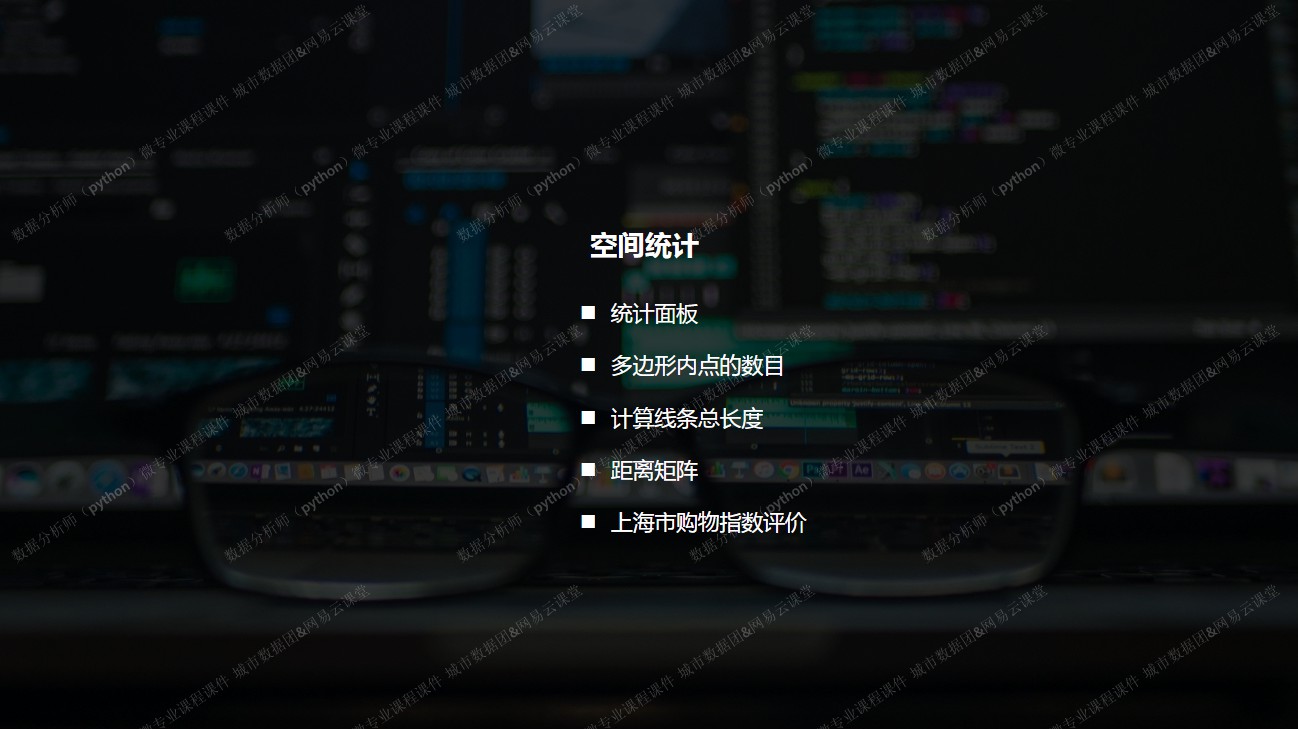 空间统计
■ 统计面板
■ 多边形内点的数目
■ 计算线条总长度
■ 距离矩阵
■ 上海市购物指数评价
数据分析师（python）微专业课程课件 城市数据团&网易云课堂